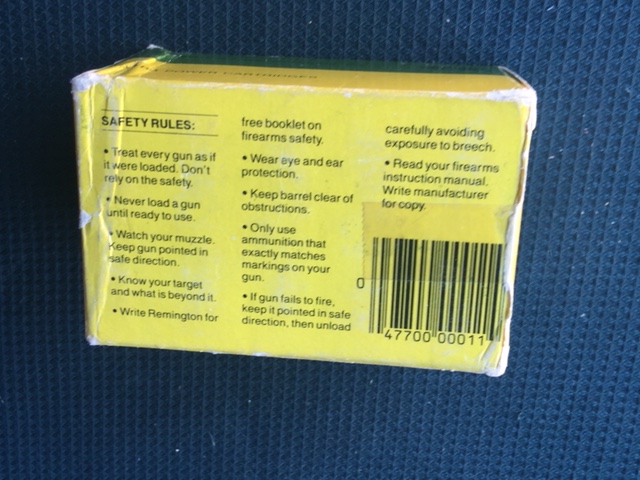 POWER CARTRIDGES
SAFETY RULES:
• Treat every gun as if
it were loaded. Don't
rely on the safety.
• Never load a gun
until ready to use.
• Watch your muzzle.
Keep gun pointed in
safe direction.
• Know your target
and what is beyond it.
• Write Remington for
free booklet on
firearms safety.
• Wear eye and ear
protection.
• Keep barrel clear of
obstructions.
• Only use
ammunition that
exactly matches
markings on your
gun.
• If gun fails to fire,
keep it pointed in safe
direction, then unload
carefully avoiding
exposure to breech.
• Read your firearms
instruction manual.
Write manufacturer
for copy.
0
47700 00011